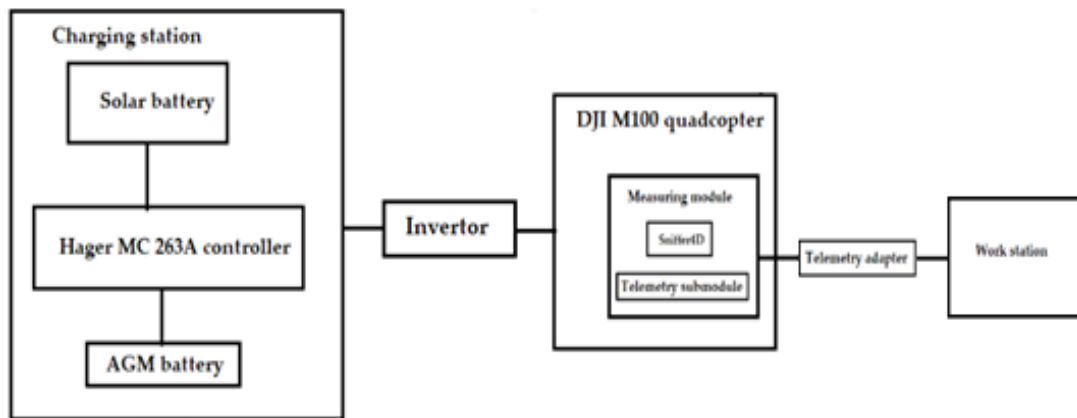 Charging station
Solar battery
Hager MC 263A controller
AGM battery
Invertor
DJI M100 quadcopter
Measuring module
Sniffer4D
Telemetry submodule
Telemetry adapter
Work station